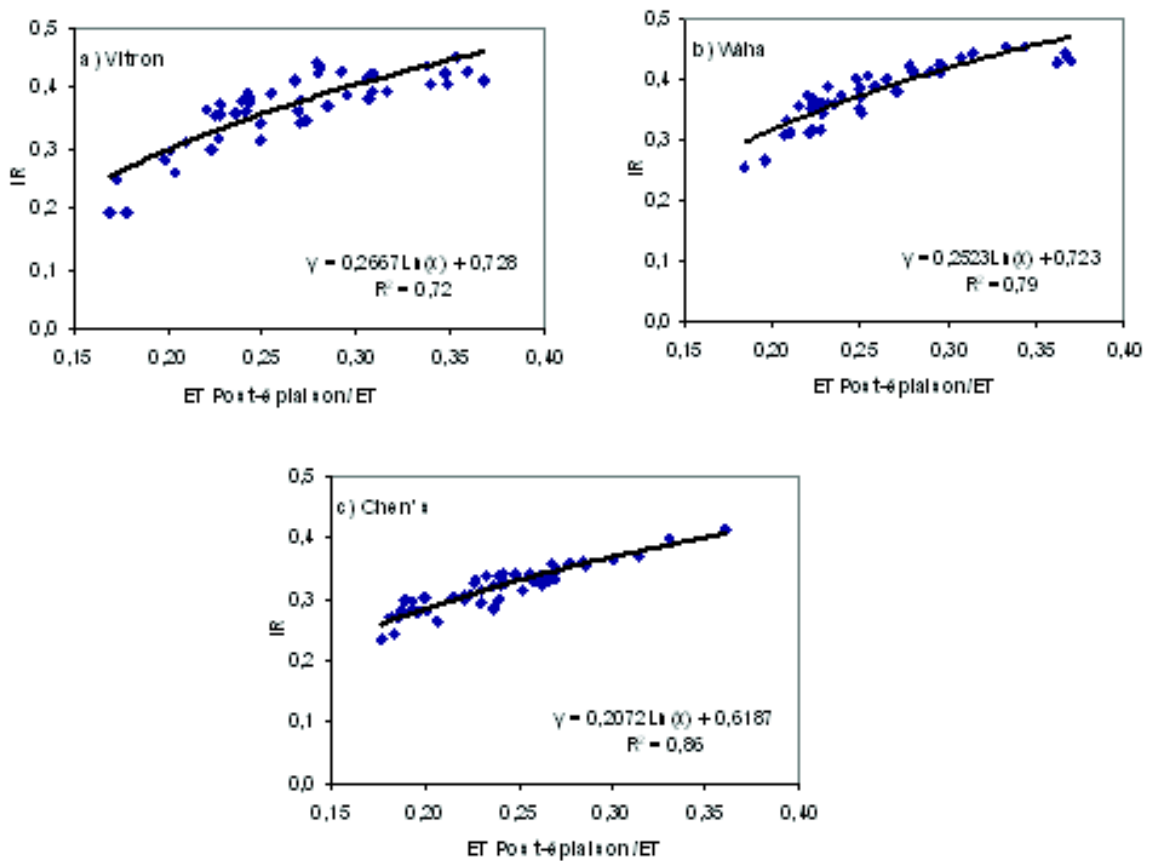 a) Vitron
0,5
0,4
0,3
0,2
0,1
0,0
IR
y = 0,2667Ln(x) + 0,728
R² = 0,72
0,15 0,20 0,25 0,30 0,35 0,40
ET Post-épiaison/ET
b) Waha
0,5
0,4
0,3
0,2
0,1
0,0
IR
y = 0,2523Ln(x) + 0,723
R² = 0,79
0,15 0,20 0,25 0,30 0,35 0,40
ET Post-épiaison/ET
c) Chen's
0,5
0,4
0,3
0,2
0,1
0,0
IR
y = 0,2072Ln(x) + 0,6187
R² = 0,86
0,15 0,20 0,25 0,30 0,35 0,40
ET Post-épiaison/ET